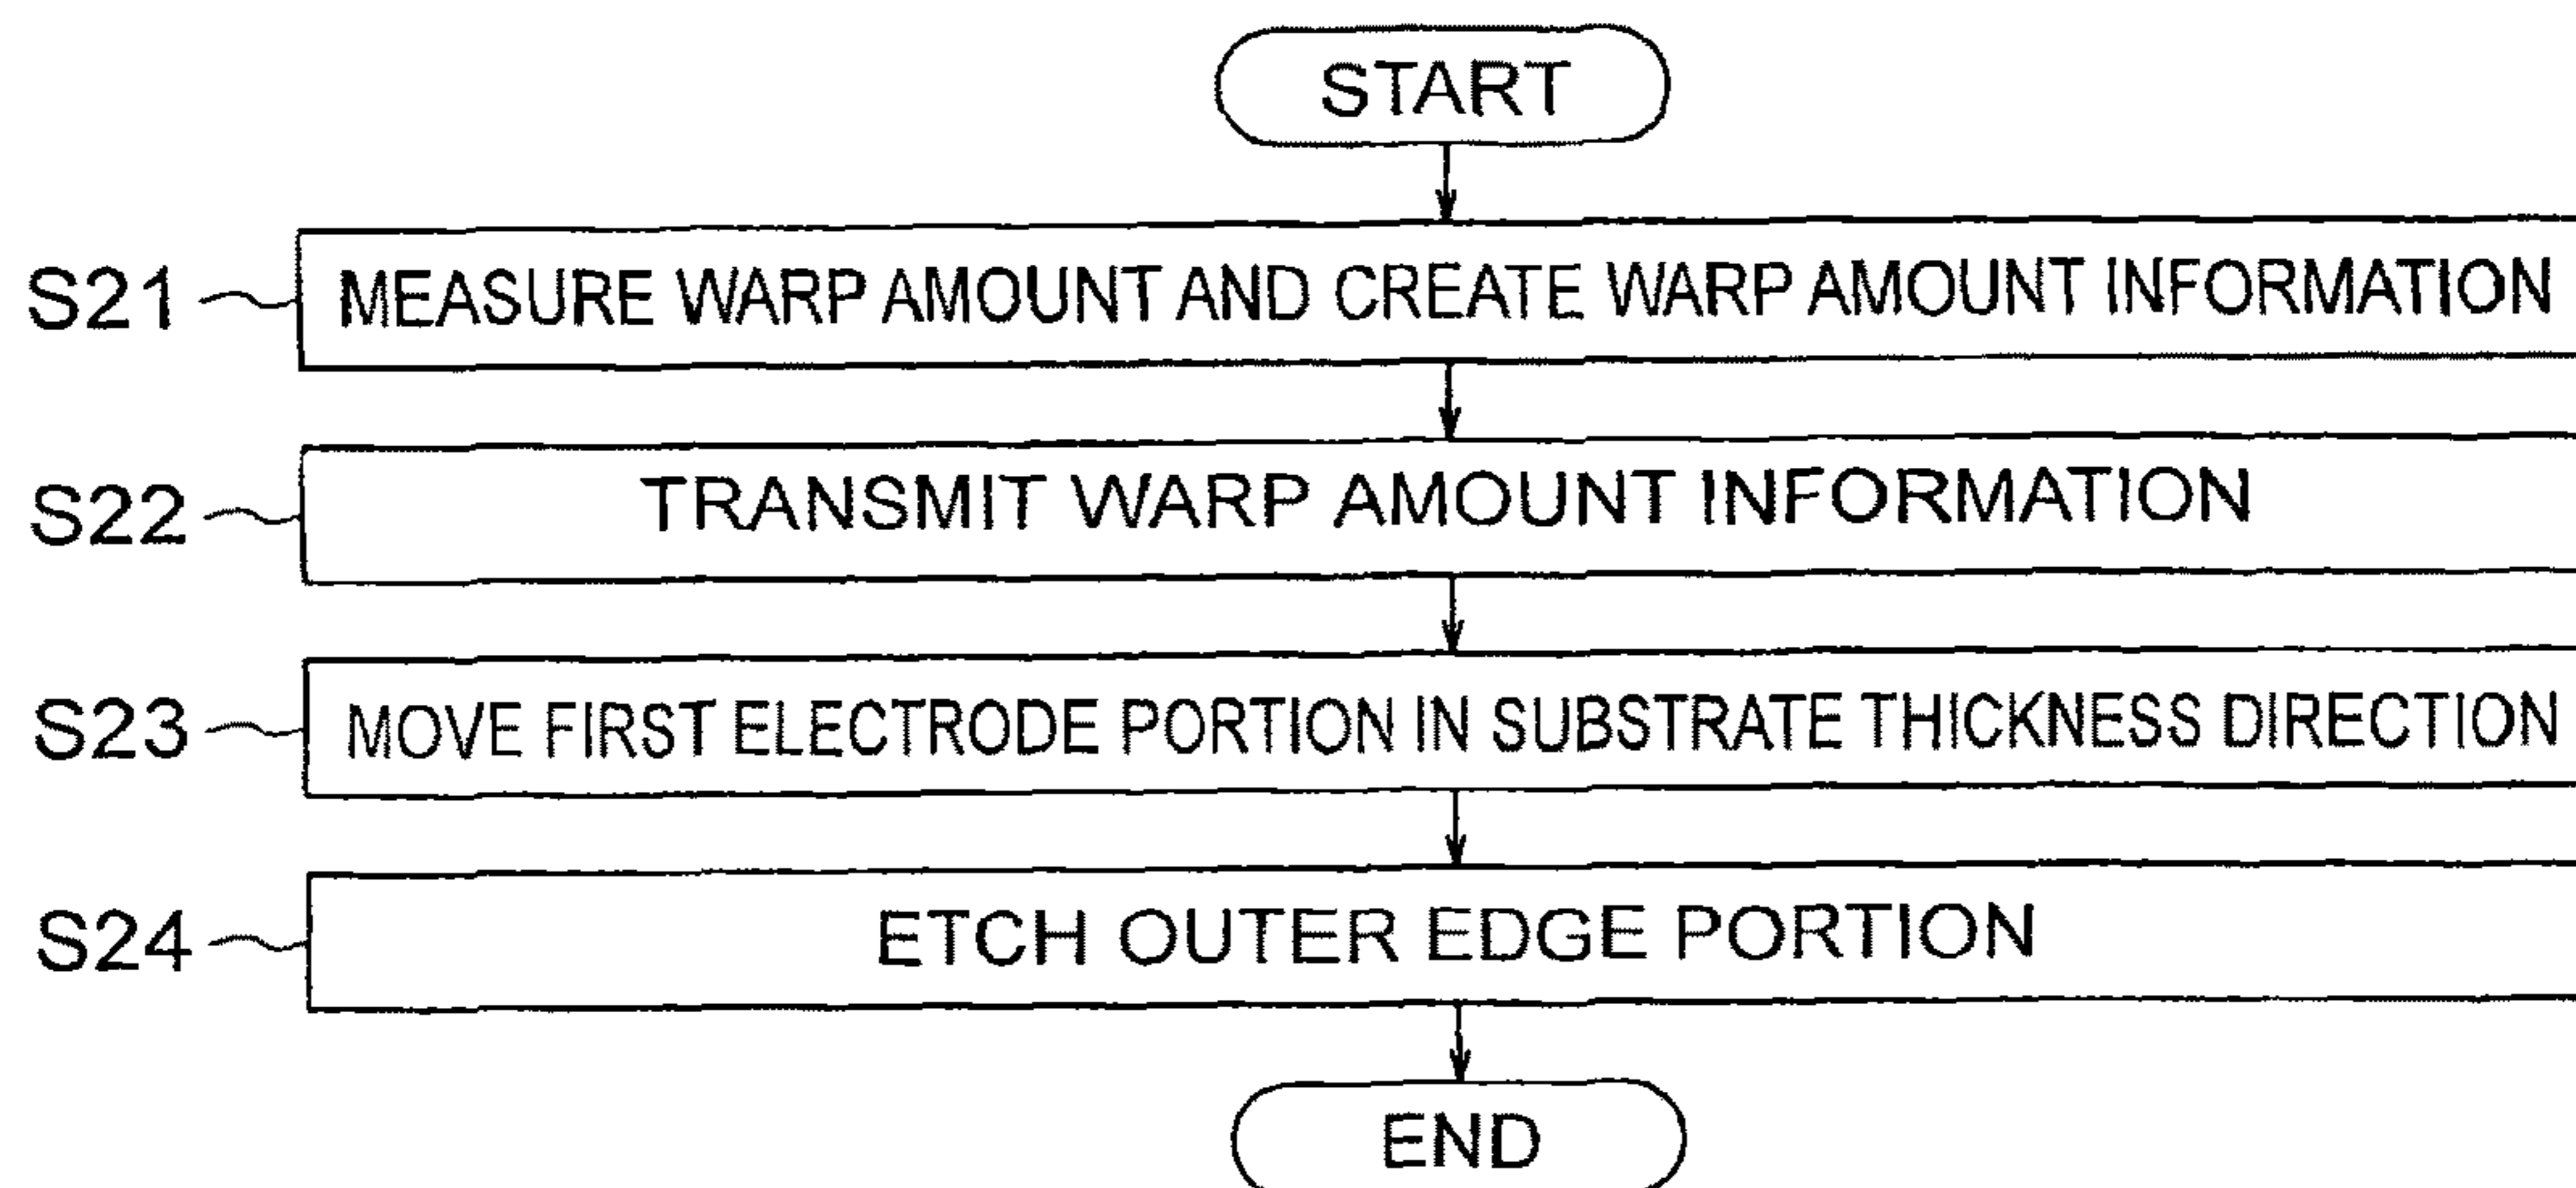 START
S21 MEASURE WARP AMOUNT AND CREATE WARP AMOUNT INFORMATION
S22 TRANSMIT WARP AMOUNT INFORMATION
S23 MOVE FIRST ELECTRODE PORTION IN SUBSTRATE THICKNESS DIRECTION
S24 ETCH OUTER EDGE PORTION
END